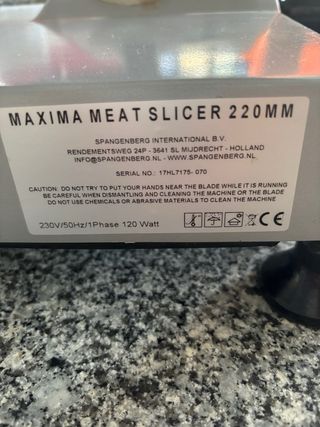 MAXIMA MEAT SLICER 220MM
SPANGENBERG INTERNATIONAL B.V.
RENDEMENTSWEG 24P - 3641 SL MIJDRECHT - HOLLAND
INFO@SPANGENBERG.NL - WWW.SPANGENBERG.NL
SERIAL NO.: 17HL7175- 070
CAUTION: DO NOT TRY TO PUT YOUR HANDS NEAR THE BLADE WHILE IT IS RUNNING
BE CAREFUL WHEN DISMANTLING AND CLEANING THE MACHINE OR THE BLADE
DO NOT USE CHEMICALS OR ABRASIVE MATERIALS TO CLEAN THE MACHINE
230V/50Hz/1Phase 120 Watt CE